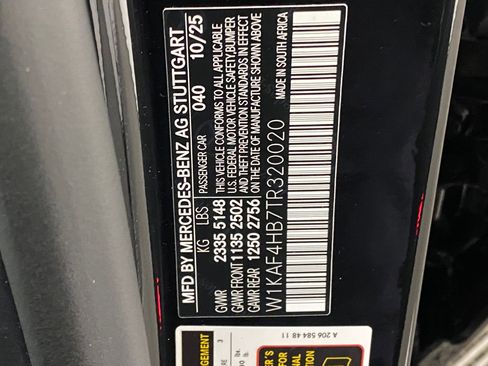 MFD BY MERCEDES-BENZ AG STUTTGART
PASSENGER CAR 040 10/25
KG LBS
GVWR 2335 5148
GAWR FRONT 1135 2502
GAWR REAR 1250 2756
THIS VEHICLE CONFORMS TO ALL APPLICABLE
U.S. FEDERAL MOTOR VEHICLE SAFETY, BUMPER
AND THEFT PREVENTION STANDARDS IN EFFECT
ON THE DATE OF MANUFACTURE SHOWN ABOVE
MADE IN SOUTH AFRICA
W1KAF4HB7TR320020
A 206 584 48 11